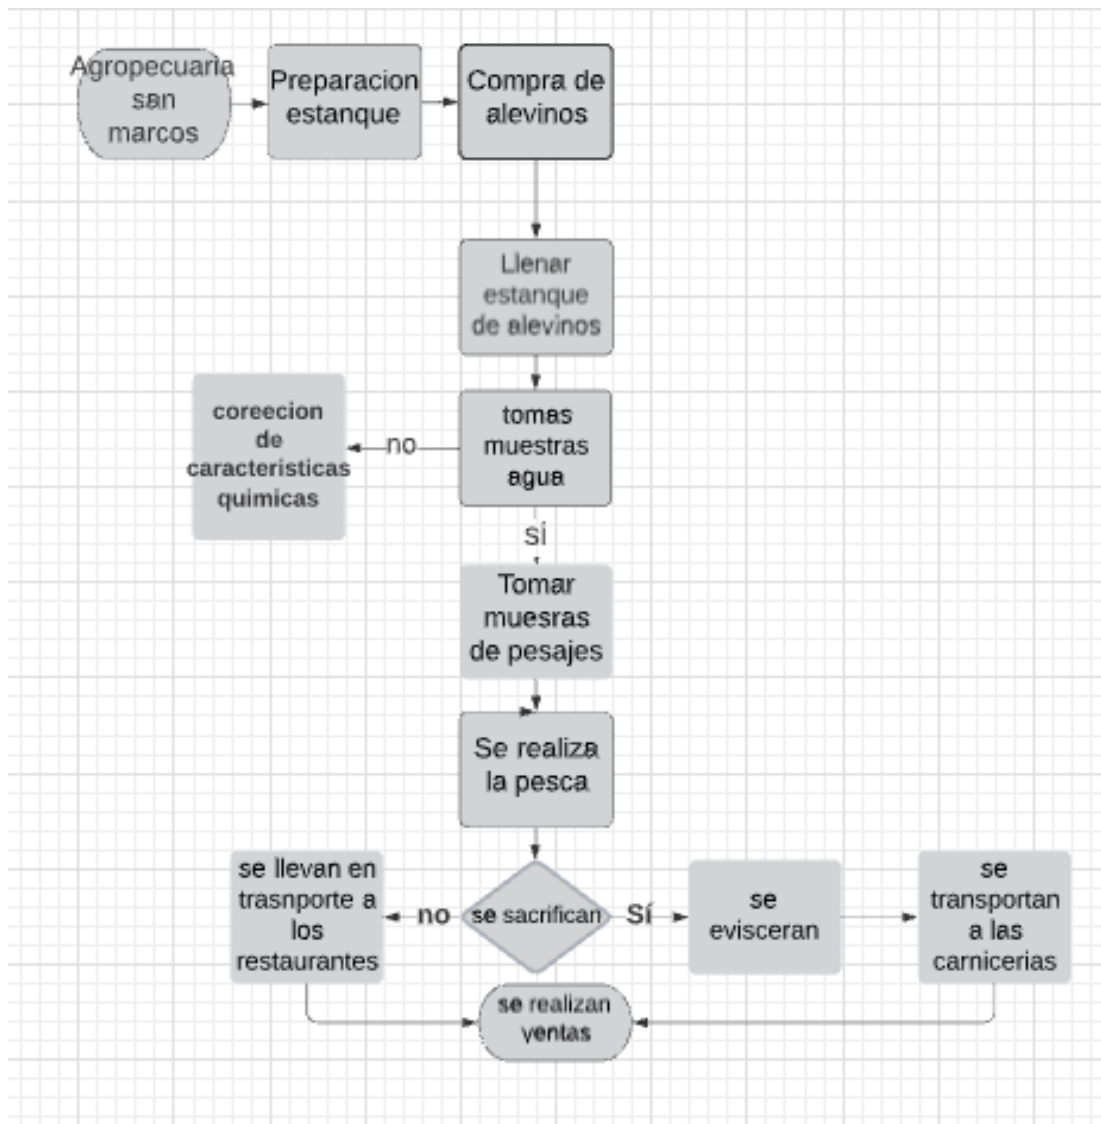 Agropecuaria
san
marcos
Preparacion
estanque
Compra de
alevinos
Llenar
estanque
de alevinos
tomas
muestras
agua
no
coreecion
de
caracteristicas
quimicas
sí
Tomar
muesras
de pesajes
Se realiza
la pesca
se sacrifican
no
se llevan en
trasnporte a
los
restaurantes
Sí
se
evisceran
se
transportan
a las
carnicerias
se realizan
ventas